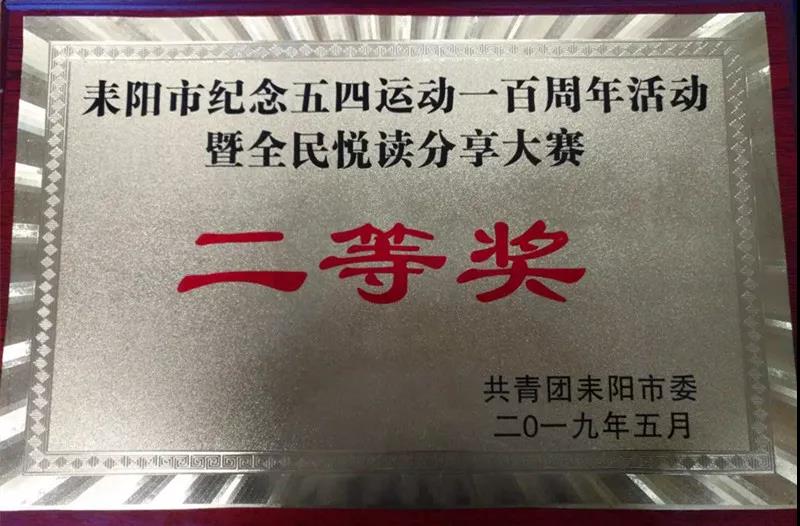 耒阳市纪念五四运动一百周年活动
暨全民悦读分享大赛
二等奖
共青团耒阳市委
二0一九年五月